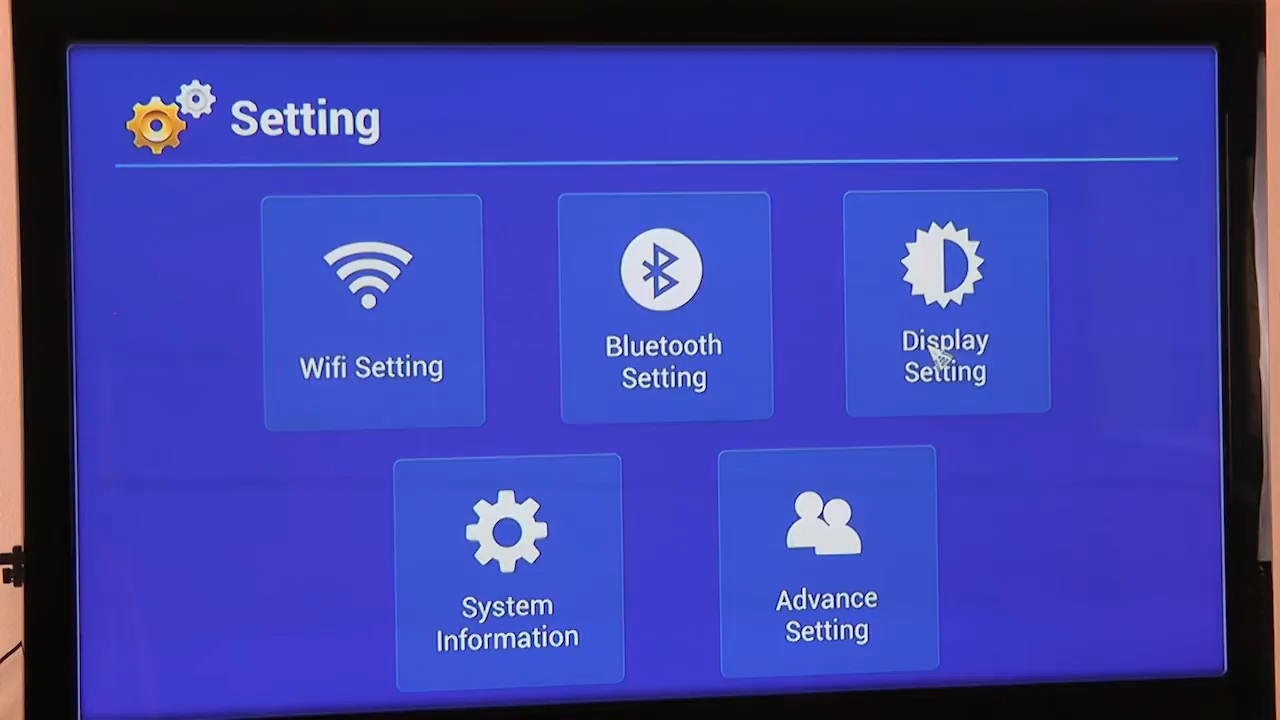 Setting
Wifi Setting
Bluetooth
Setting
Display
Setting
System
Information
Advance
Setting